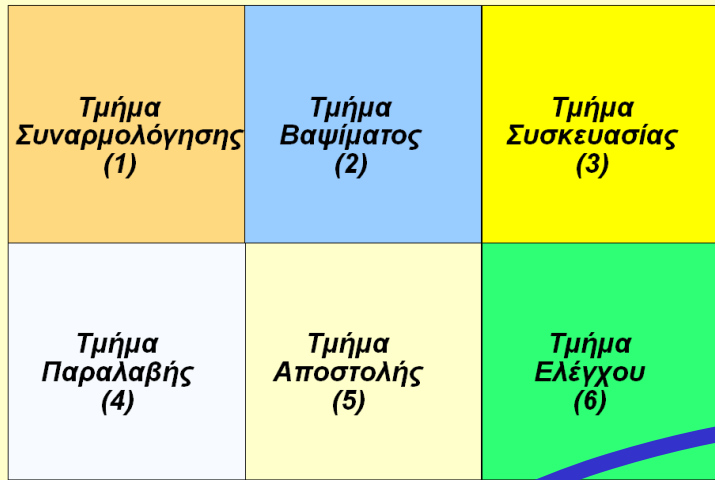 Τμήμα
Συναρμολόγησης
(1)
Τμήμα
Βαψίματος
(2)
Τμήμα
Συσκευασίας
(3)
Τμήμα
Παραλαβής
(4)
Τμήμα
Αποστολής
(5)
Τμήμα
Ελέγχου
(6)